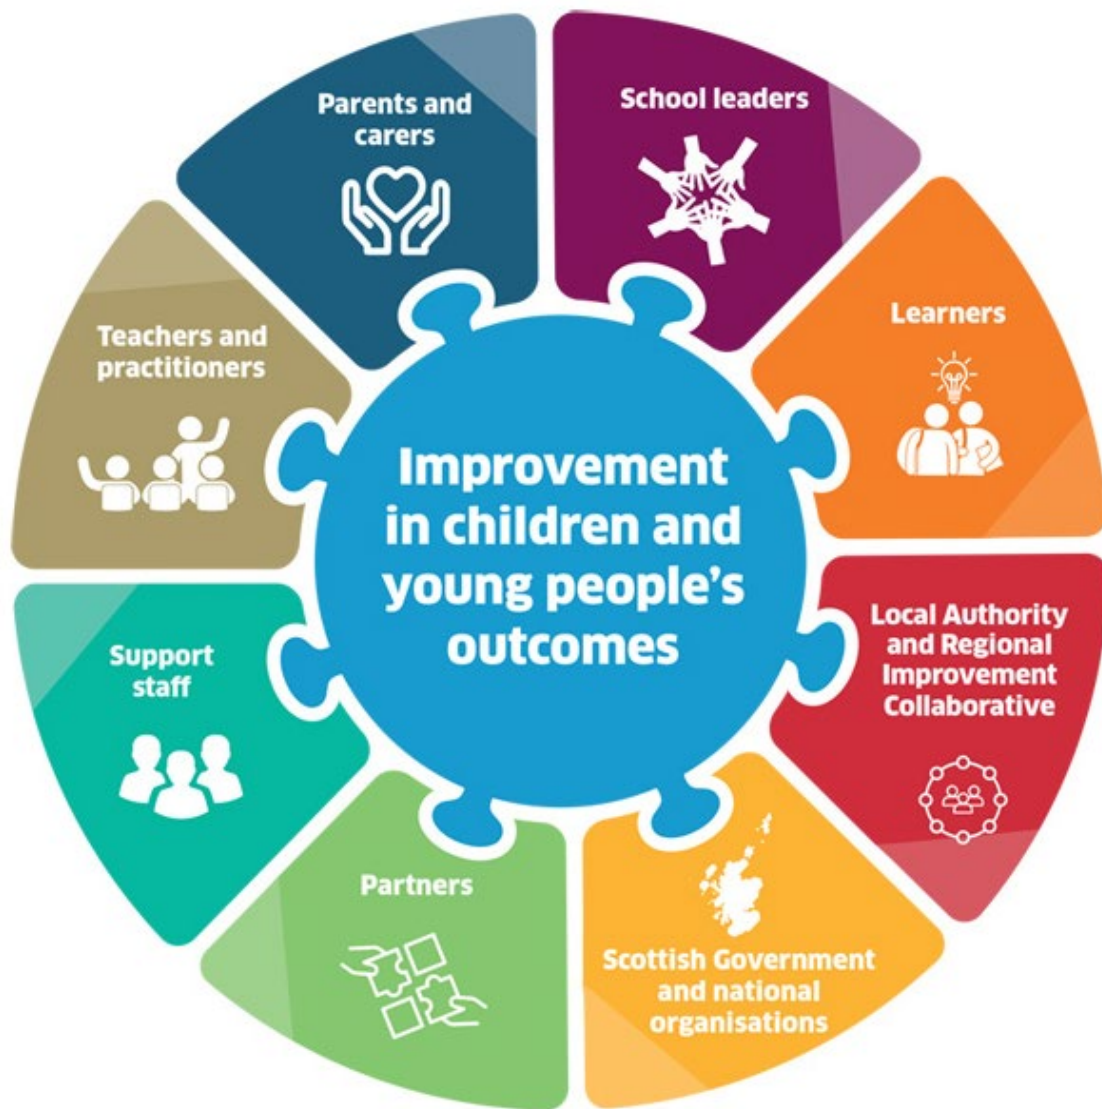 Parents and
carers
School leaders
Learners
Local Authority
and Regional
Improvement
Collaborative
Scottish Government
and national
organisations
Partners
Support
staff
Teachers and
practitioners
Improvement
in children and
young people’s
outcomes